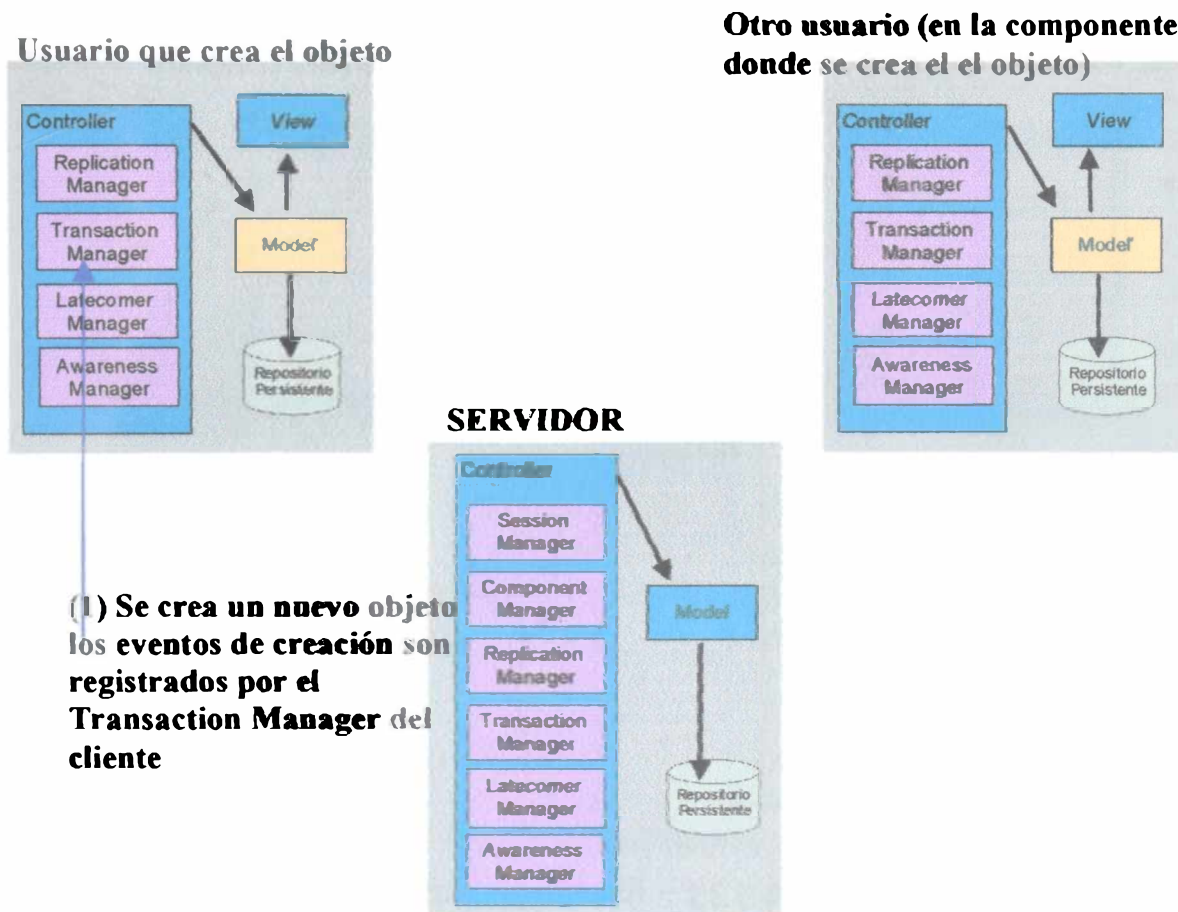 Usuario que crea el objeto
Controller
View
Replication
Manager
Transaction
Manager
Model
Latecomer
Manager
Awareness
Manager
Repositorio
Persistente
Otro usuario (en la componente
donde se crea el el objeto)
Controller
View
Replication
Manager
Transaction
Manager
Model
Latecomer
Manager
Awareness
Manager
Repositorio
Persistente
SERVIDOR
Controller
Session
Manager
Component
Manager
Model
Replication
Manager
Transaction
Manager
Latecomer
Manager
Repositorio
Persistente
Awareness
Manager
(1) Se crea un nuevo objeto
los eventos de creación son
registrados por el
Transaction Manager del
cliente